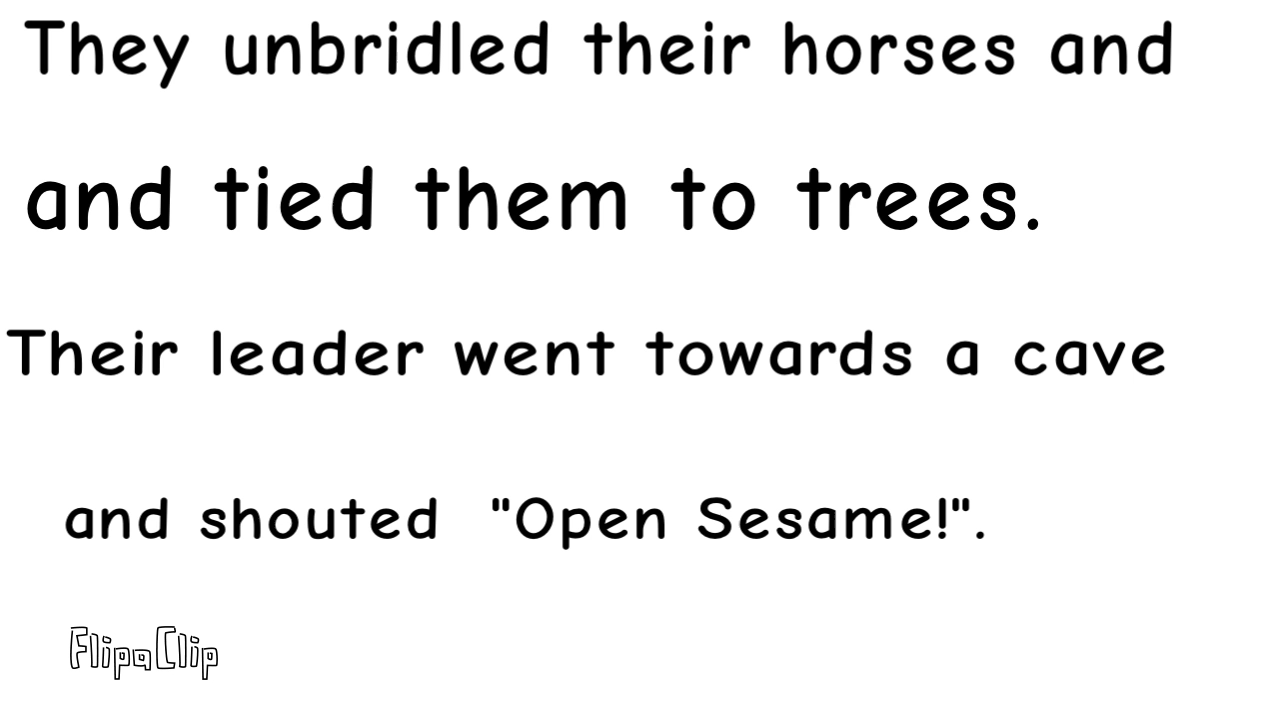 They unbridled their horses and
and tied them to trees.
Their leader went towards a cave
and shouted "Open Sesame!".
FlipaClip